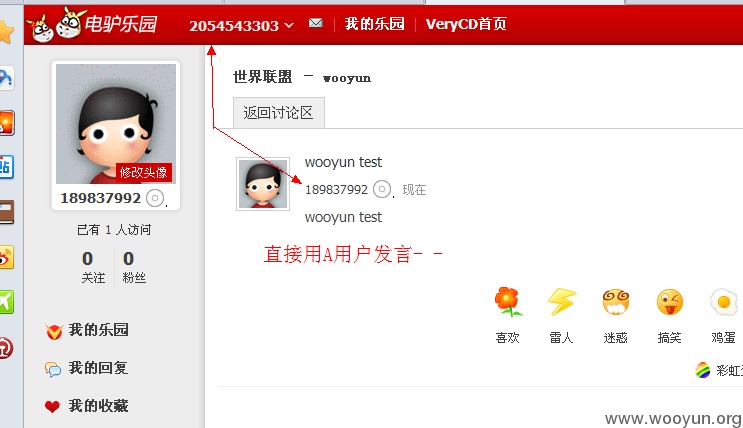 电驴乐园 2054543303 我的乐园 VeryCD首页
世界联盟 - wooyun
返回讨论区
修改头像
189837992
已有 1 人访问
0 0
关注 粉丝
我的乐园
我的回复
我的收藏
wooyun test
189837992 现在
wooyun test
直接用A用户发言- -
喜欢 雷人 迷惑 搞笑 鸡蛋
www.wooyun.org